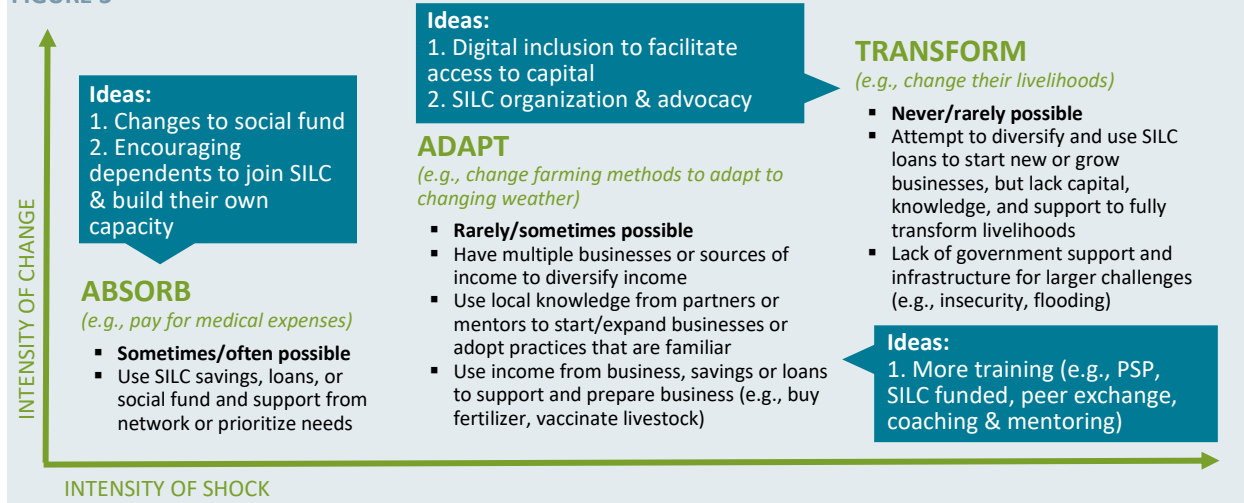 Ideas:
1. Changes to social fund
2. Encouraging
dependents to join SILC
& build their own
capacity
ABSORB
(e.g., pay for medical expenses)
▪ Sometimes/often possible
▪ Use SILC savings, loans, or
social fund and support from
network or prioritize needs
Ideas:
1. Digital inclusion to facilitate
access to capital
2. SILC organization & advocacy
ADAPT
(e.g., change farming methods to adapt to
changing weather)
▪ Rarely/sometimes possible
▪ Have multiple businesses or sources of
income to diversify income
▪ Use local knowledge from partners or
mentors to start/expand businesses or
adopt practices that are familiar
▪ Use income from business, savings or loans
to support and prepare business (e.g., buy
fertilizer, vaccinate livestock)
TRANSFORM
(e.g., change their livelihoods)
▪ Never/rarely possible
▪ Attempt to diversify and use SILC
loans to start new or grow
businesses, but lack capital,
knowledge, and support to fully
transform livelihoods
▪ Lack of government support and
infrastructure for larger challenges
(e.g., insecurity, flooding)
Ideas:
1. More training (e.g., PSP,
SILC funded, peer exchange,
coaching & mentoring)
INTENSITY OF CHANGE
INTENSITY OF SHOCK